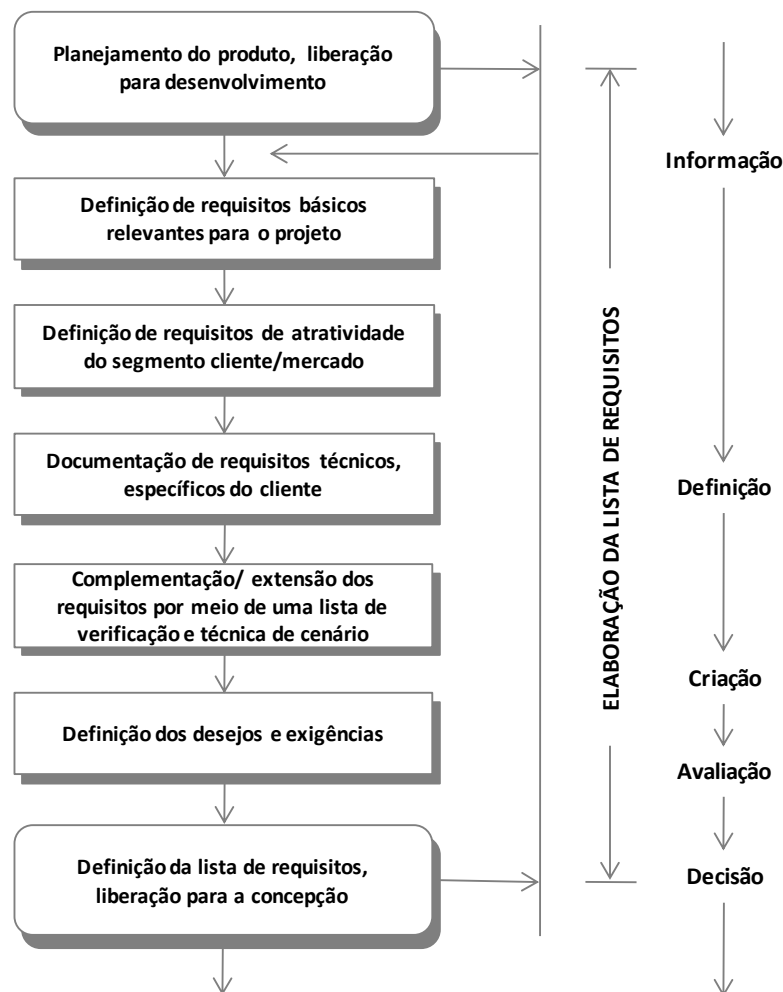 Planejamento do produto, liberação
para desenvolvimento
Informação
Definição de requisitos básicos
relevantes para o projeto
Definição de requisitos de atratividade
do segmento cliente/mercado
ELABORAÇÃO DA LISTA DE REQUISITOS
Documentação de requisitos técnicos,
específicos do cliente
Definição
Complementação/ extensão dos
requisitos por meio de uma lista de
verificação e técnica de cenário
Criação
Definição dos desejos e exigências
Avaliação
Definição da lista de requisitos,
liberação para a concepção
Decisão